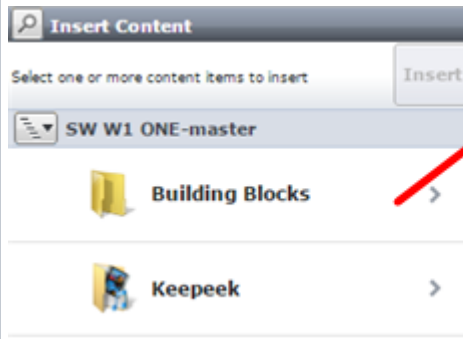 Insert Content
Select one or more content items to insert
Insert
SW W1 ONE-master
Building Blocks
Keepeek